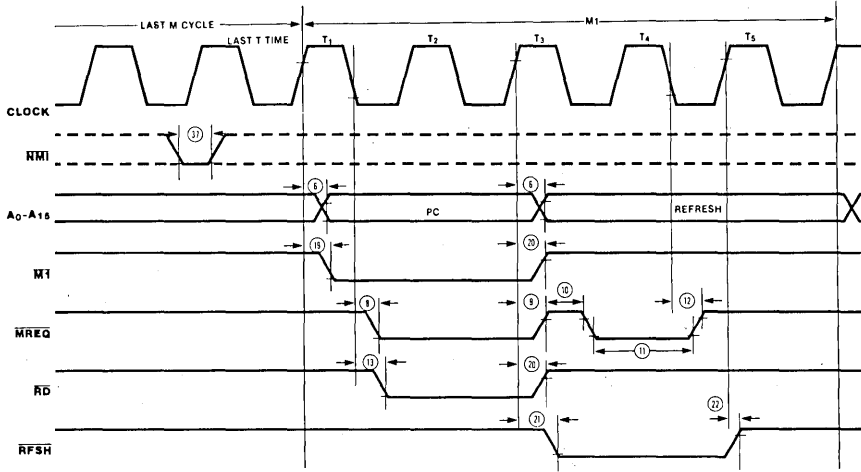 LAST M CYCLE M1
LAST T TIME T1 T2 T3 T4 T5
CLOCK
37
NMI
6 6
A0-A15 PC REFRESH
19 20
M1
8 9 10 12
MREQ
11
13 20
RD
21 22
RFSH